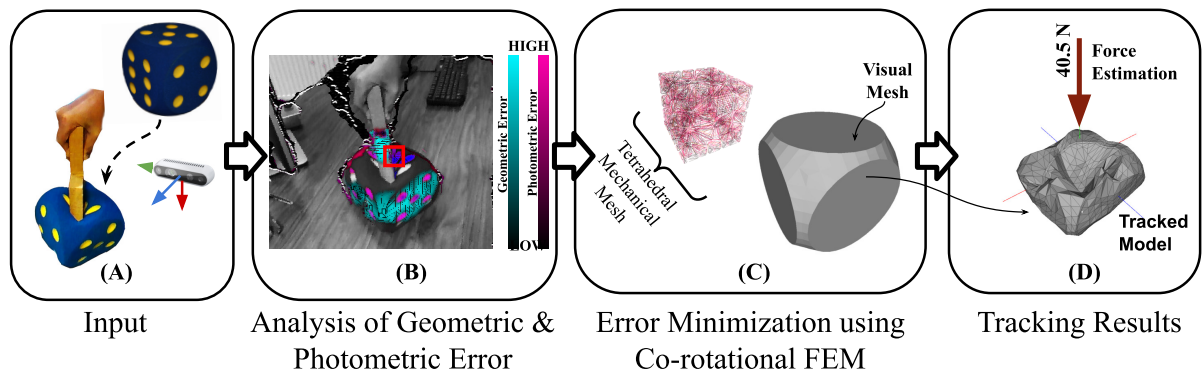 (A)
Input
HIGH
Geometric Error
Photometric Error
LOW
(B)
Analysis of Geometric &
Photometric Error
Visual
Mesh
Tetrahedral
Mechanical
Mesh
(C)
Error Minimization using
Co-rotational FEM
40.5 N
Force
Estimation
Tracked
Model
(D)
Tracking Results